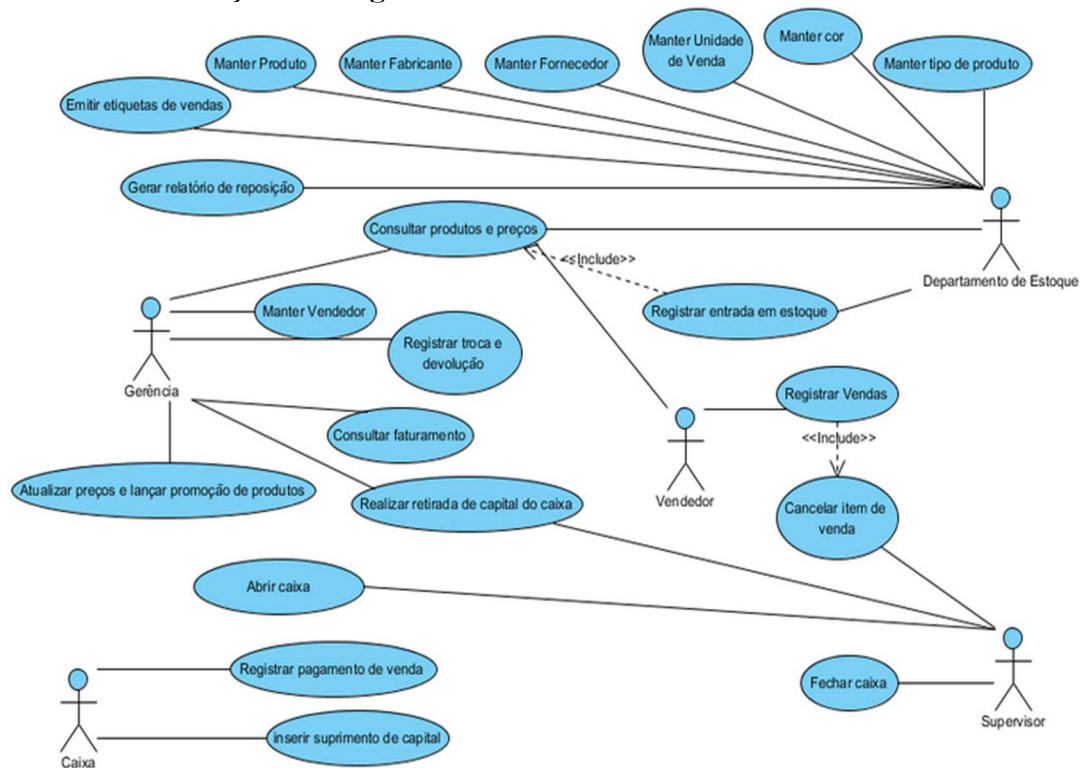 Manter cor
Manter Unidade
de Venda
Manter Produto
Manter Fabricante
Manter Fornecedor
Manter tipo de produto
Emitir etiquetas de vendas
Gerar relatório de reposição
Consultar produtos e preços
<<Include>>
Departamento de Estoque
Manter Vendedor
Registrar entrada em estoque
Registrar troca e
devolução
Gerência
Registrar Vendas
Consultar faturamento
<<Include>>
Atualizar preços e lançar promoção de produtos
Realizar retirada de capital do caixa
Vendedor
Cancelar item de
venda
Abrir caixa
Registrar pagamento de venda
Fechar caixa
Supervisor
inserir suprimento de capital
Caixa